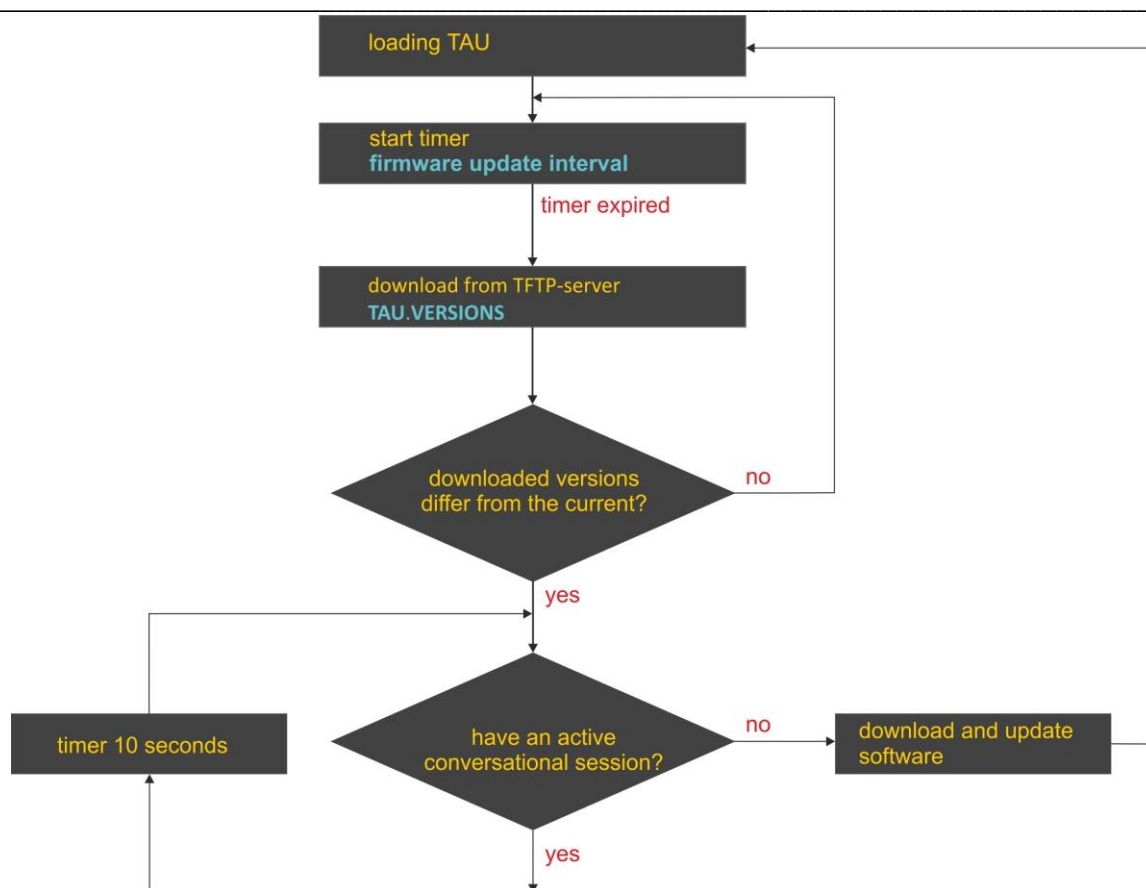 loading TAU
start timer
firmware update interval
timer expired
download from TFTP-server
TAU.VERSIONS
downloaded versions
differ from the current?
no
yes
timer 10 seconds
have an active
conversational session?
no
download and update
software
yes